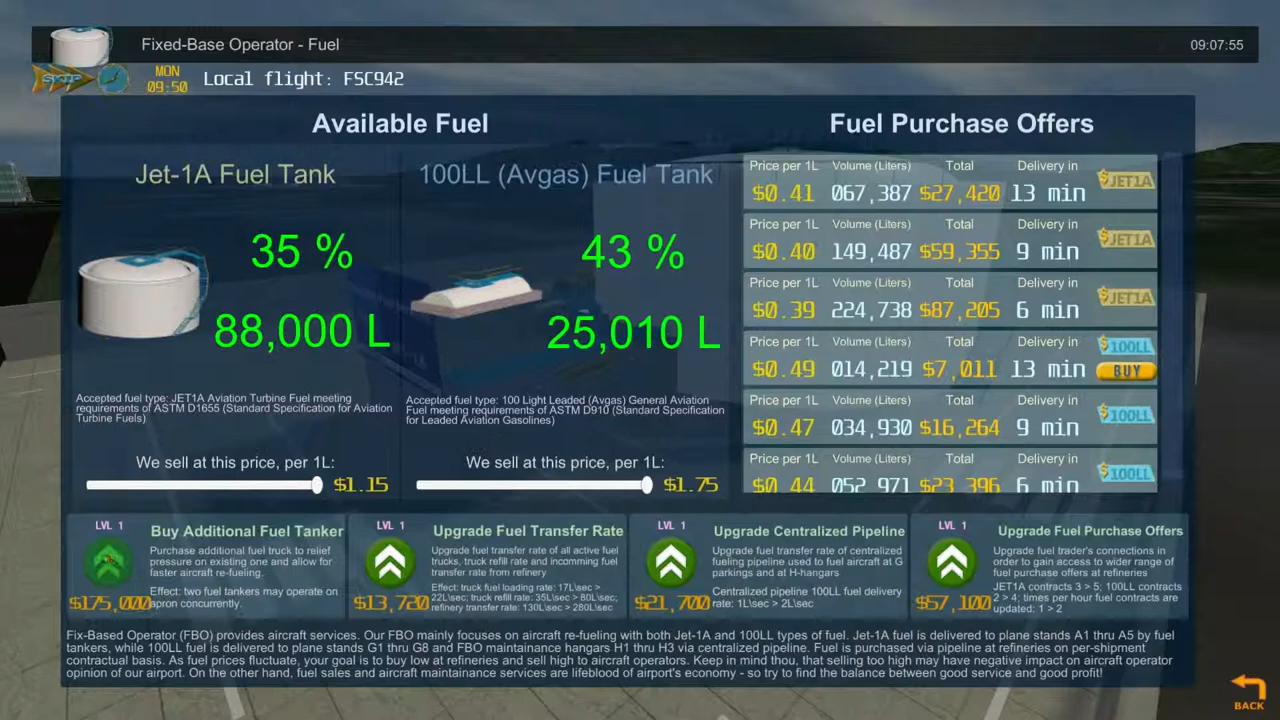 Fixed-Base Operator - Fuel
09:07:55
SKIP
MON
09:50
Local flight: FSC942
Available Fuel
Jet-1A Fuel Tank
35 %
88,000 L
Accepted fuel type: JET1A Aviation Turbine Fuel meeting
requirements of ASTM D1655 (Standard Specification for Aviation
Turbine Fuels)
We sell at this price, per 1L:
$1.15
100LL (Avgas) Fuel Tank
43 %
25,010 L
Accepted fuel type: 100 Light Leaded (Avgas) General Aviation
Fuel meeting requirements of ASTM D910 (Standard Specification
for Leaded Aviation Gasolines)
We sell at this price, per 1L:
$1.75
Fuel Purchase Offers
Price per 1L Volume (Liters) Total Delivery in
$0.41 067,387 $27,420 13 min $JET1A
Price per 1L Volume (Liters) Total Delivery in
$0.40 149,487 $59,355 9 min $JET1A
Price per 1L Volume (Liters) Total Delivery in
$0.39 224,738 $87,205 6 min $JET1A
Price per 1L Volume (Liters) Total Delivery in $100LL
$0.49 014,219 $7,011 13 min BUY
Price per 1L Volume (Liters) Total Delivery in
$0.47 034,930 $16,264 9 min $100LL
Price per 1L Volume (Liters) Total Delivery in
$0.44 052,971 $23,396 6 min $100LL
LVL 1
Buy Additional Fuel Tanker
Purchase additional fuel truck to relief
pressure on existing one and allow for
faster aircraft re-fueling.
Effect: two fuel tankers may operate on
apron concurrently.
$175,000
LVL 1
Upgrade Fuel Transfer Rate
Upgrade fuel transfer rate of all active fuel
trucks, truck refill rate and incomming fuel
transfer rate from refinery
Effect: truck fuel loading rate: 17L\sec >
22L\sec; truck refill rate: 35L\sec > 80L\sec;
refinery transfer rate: 130L\sec > 280L\sec
$13,720
LVL 1
Upgrade Centralized Pipeline
Upgrade fuel transfer rate of centralized
fueling pipeline used to fuel aircraft at G
parkings and at H-hangars
Centralized pipeline 100LL fuel delivery
rate: 1L\sec > 2L\sec
$21,700
LVL 1
Upgrade Fuel Purchase Offers
Upgrade fuel trader's connections in
order to gain access to wider range of
fuel purchase offers at refineries
JET1A contracts 3 > 5; 100LL contracts
2 > 4; times per hour fuel contracts are
updated: 1 > 2
$57,100
Fix-Based Operator (FBO) provides aircraft services. Our FBO mainly focuses on aircraft re-fueling with both Jet-1A and 100LL types of fuel. Jet-1A fuel is delivered to plane stands A1 thru A5 by fuel
tankers, while 100LL fuel is delivered to plane stands G1 thru G8 and FBO maintainance hangars H1 thru H3 via centralized pipeline. Fuel is purchased via pipeline at refineries on per-shipment
contractual basis. As fuel prices fluctuate, your goal is to buy low at refineries and sell high to aircraft operators. Keep in mind thou, that selling too high may have negative impact on aircraft operator
opinion of our airport. On the other hand, fuel sales and aircraft maintainance services are lifeblood of airport's economy - so try to find the balance between good service and good profit!
BACK